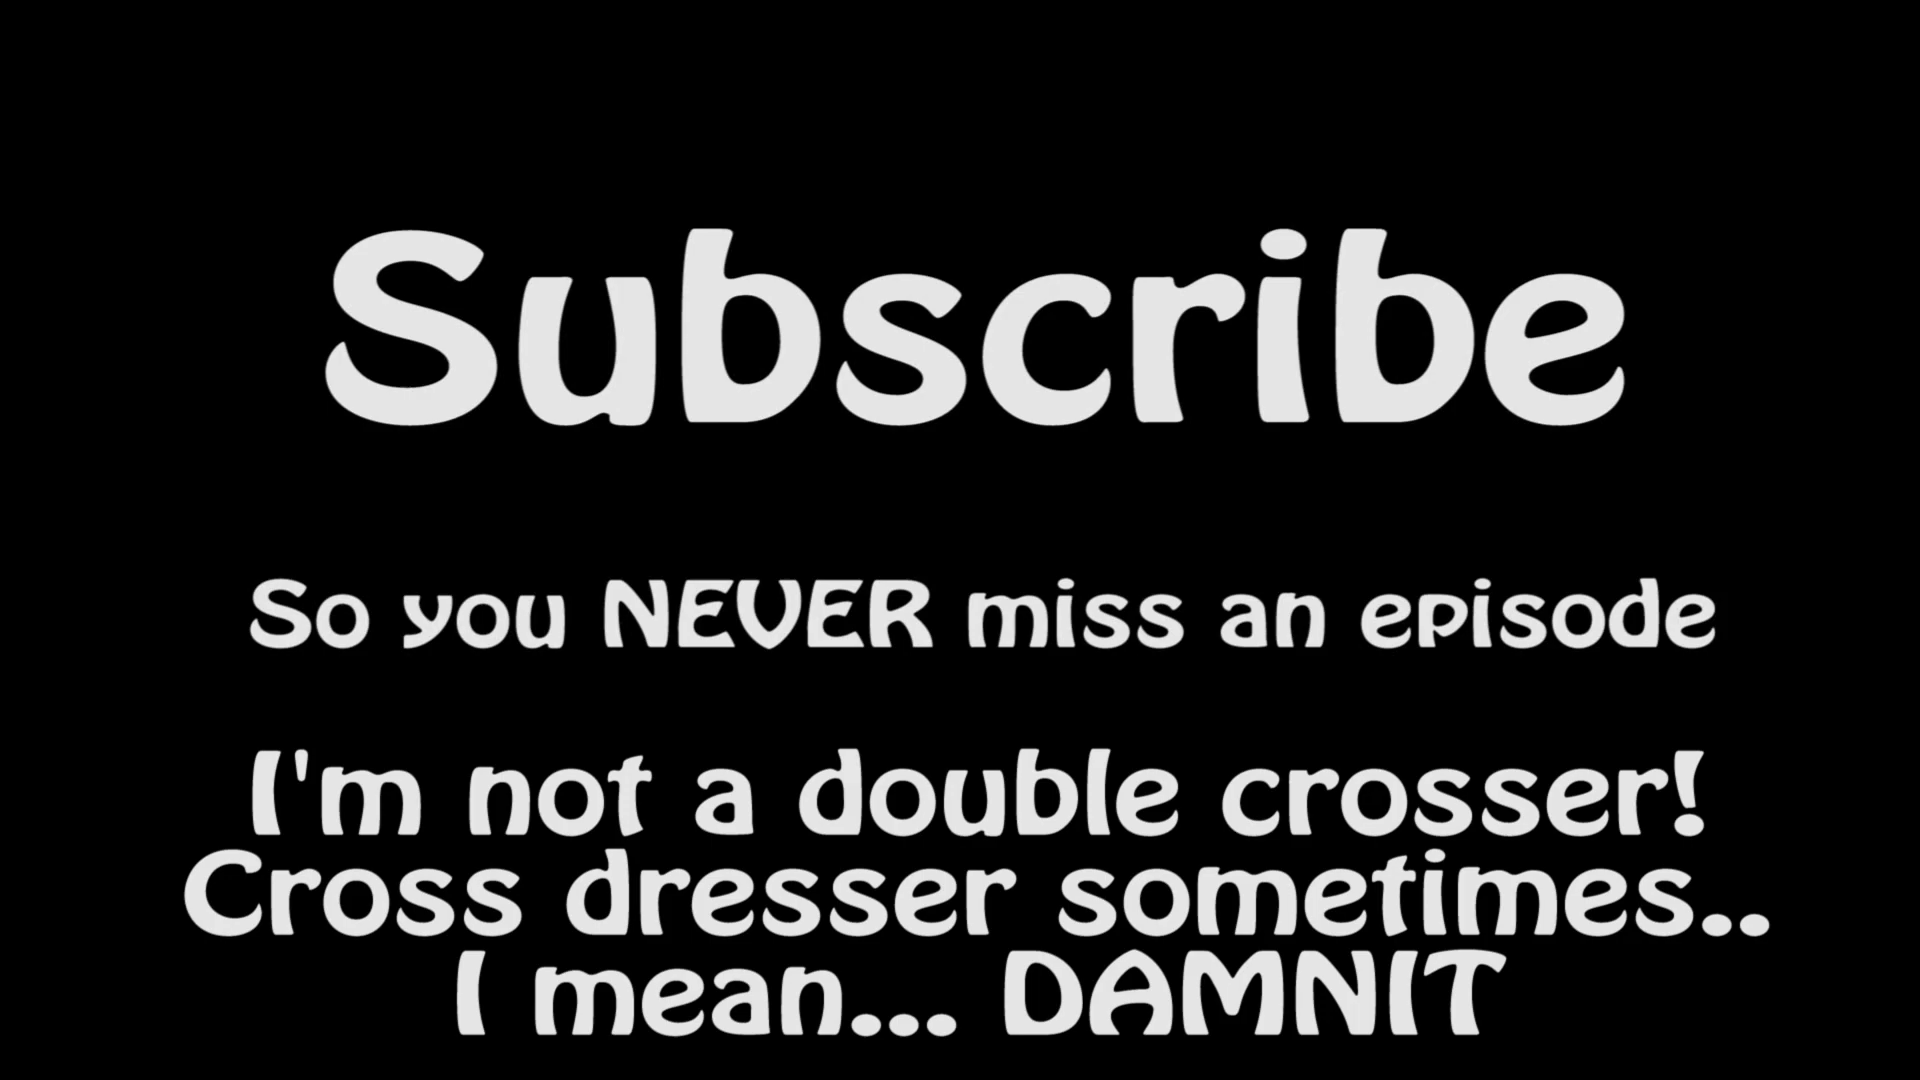 Subscribe
So you NEVER miss an episode
I'm not a double crosser!
Cross dresser sometimes..
I mean... DAMNIT